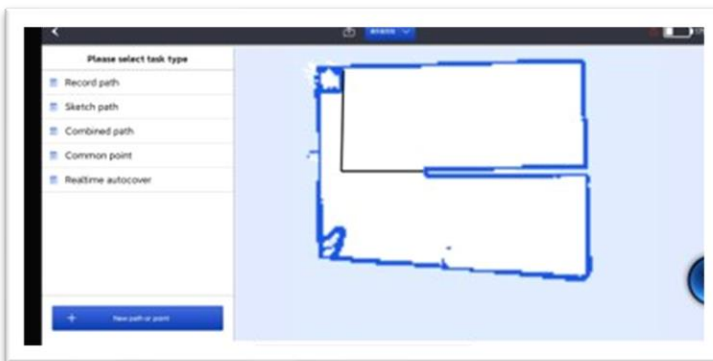 Please select task type
Record path
Sketch path
Combined path
Common point
Realtime autocover
New path or point